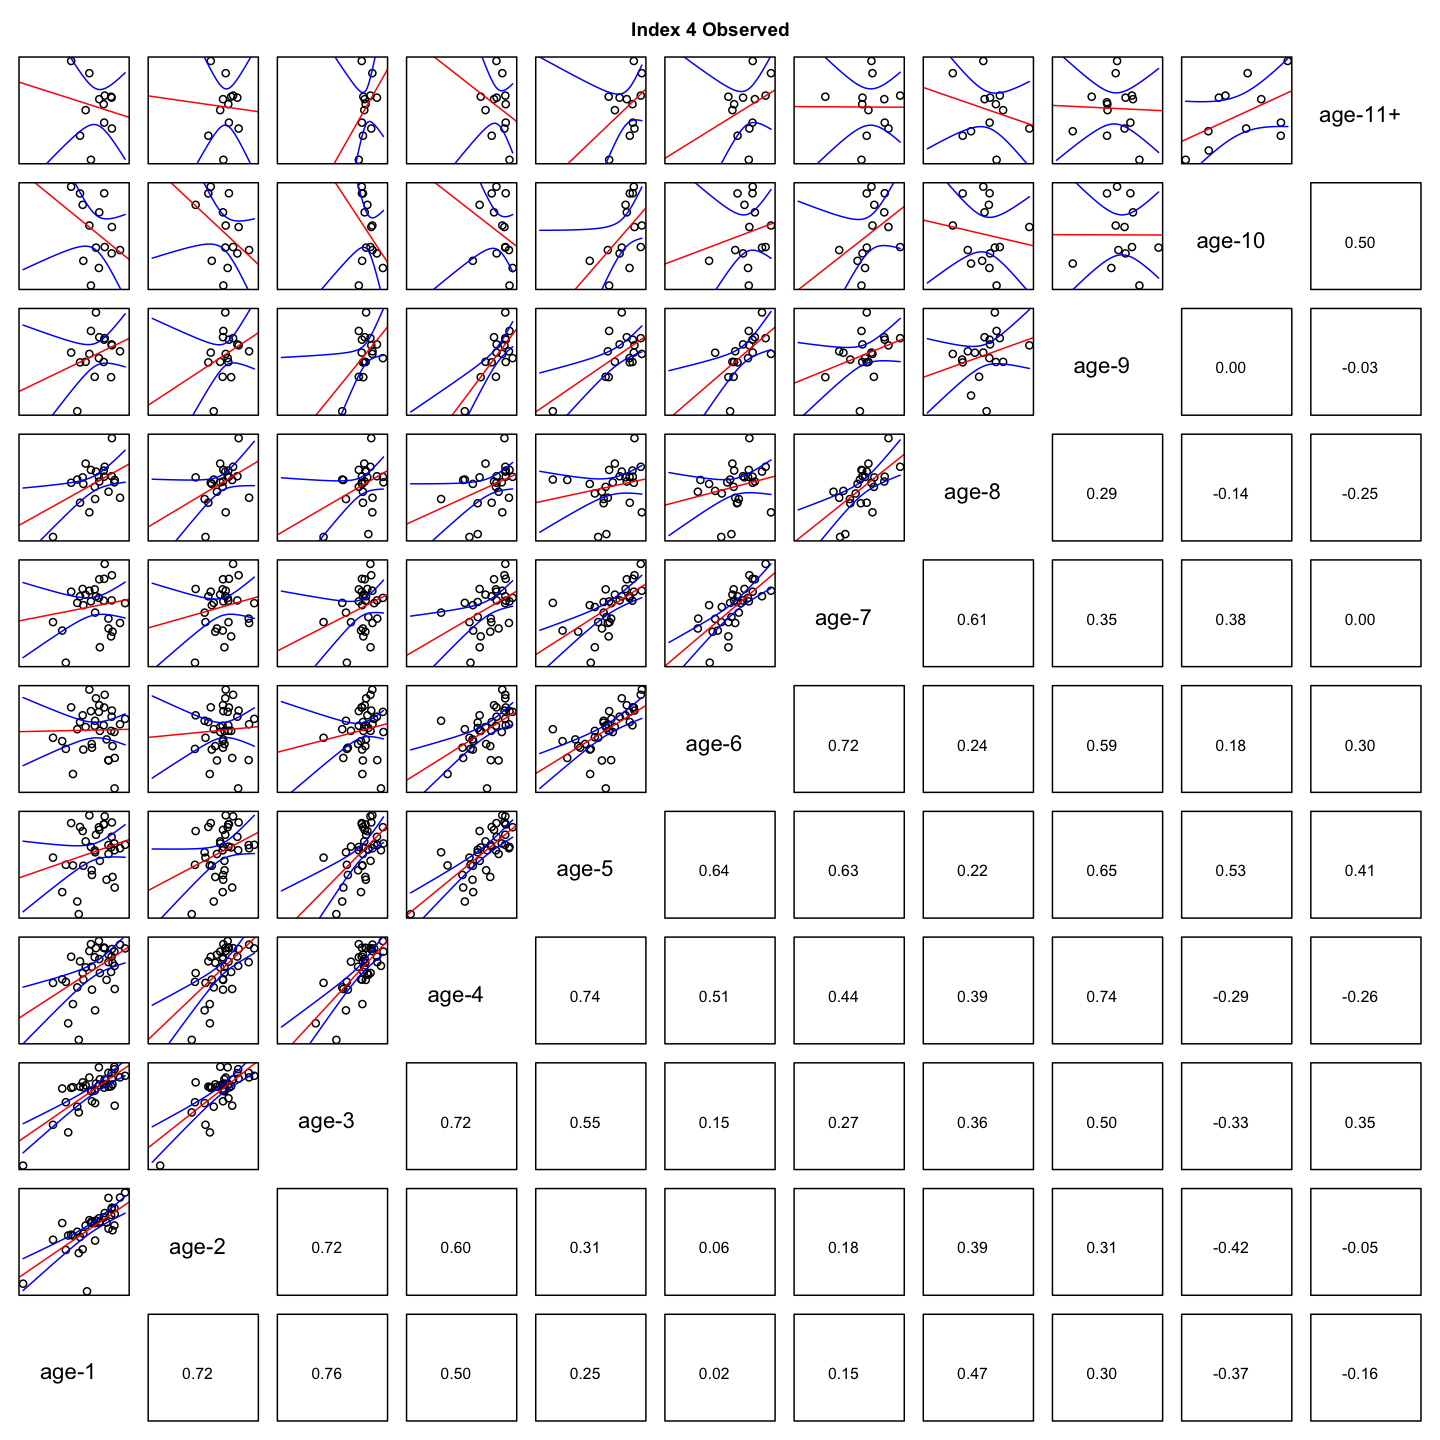 Index 4 Observed
age-11+
age-10 0.50
age-9 0.00 -0.03
age-8 0.29 -0.14 -0.25
age-7 0.61 0.35 0.38 0.00
age-6 0.72 0.24 0.59 0.18 0.30
age-5 0.64 0.63 0.22 0.65 0.53 0.41
age-4 0.74 0.51 0.44 0.39 0.74 -0.29 -0.26
age-3 0.72 0.55 0.15 0.27 0.36 0.50 -0.33 0.35
age-2 0.72 0.60 0.31 0.06 0.18 0.39 0.31 -0.42 -0.05
age-1 0.72 0.76 0.50 0.25 0.02 0.15 0.47 0.30 -0.37 -0.16